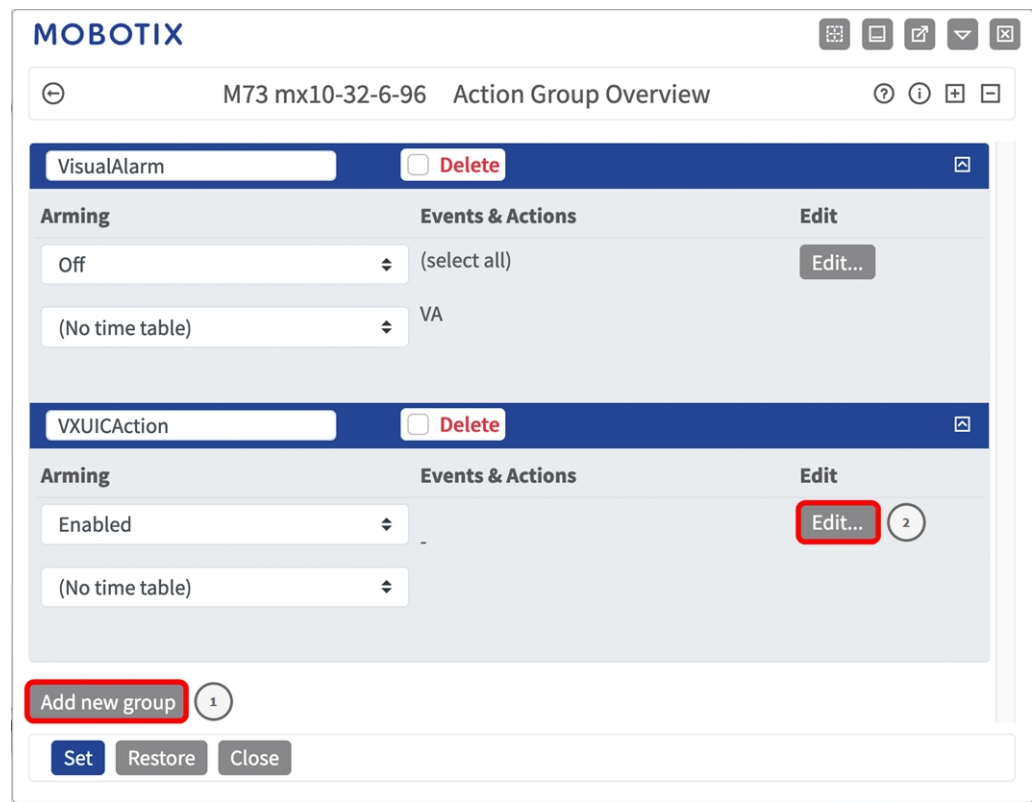 MOBOTIX
M73 mx10-32-6-96 Action Group Overview
VisualAlarm Delete
Arming Events & Actions Edit
Off (select all) Edit...
(No time table) VA
VXUICAction Delete
Arming Events & Actions Edit
Enabled - Edit... 2
(No time table)
Add new group 1
Set Restore Close